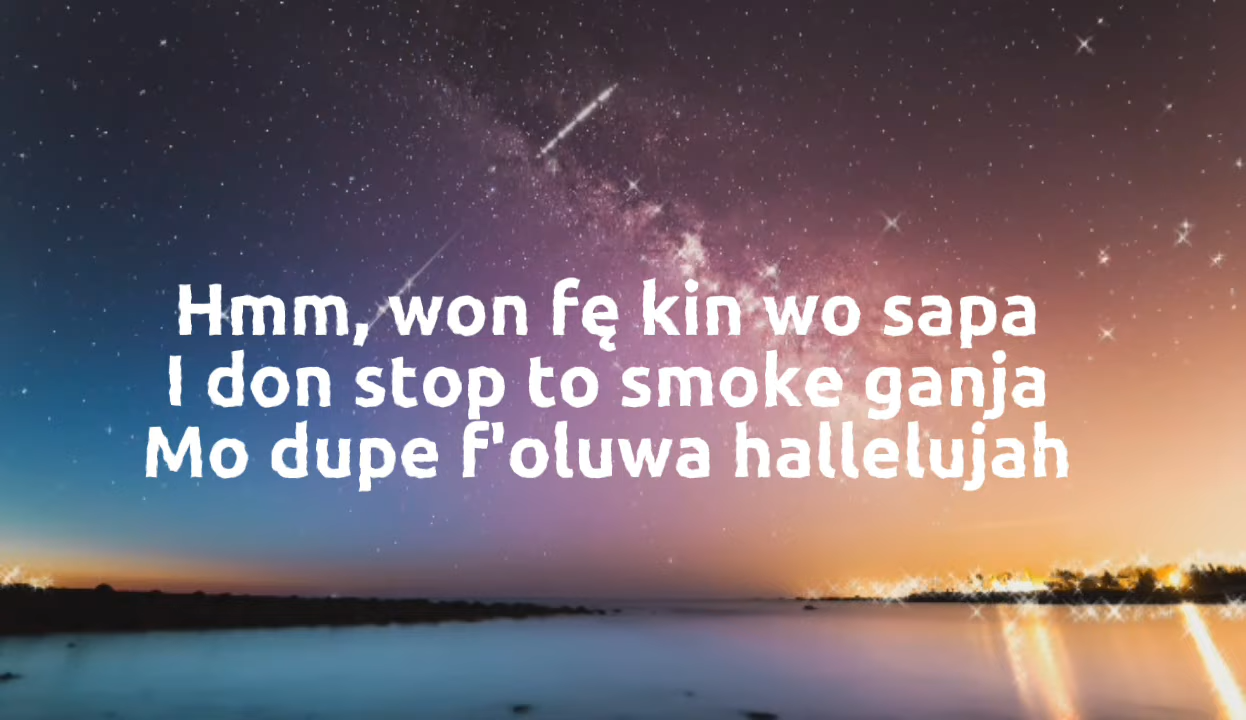 Hmm, won fę kin wo sapa
I don stop to smoke ganja
Mo dupe f'oluwa hallelujah